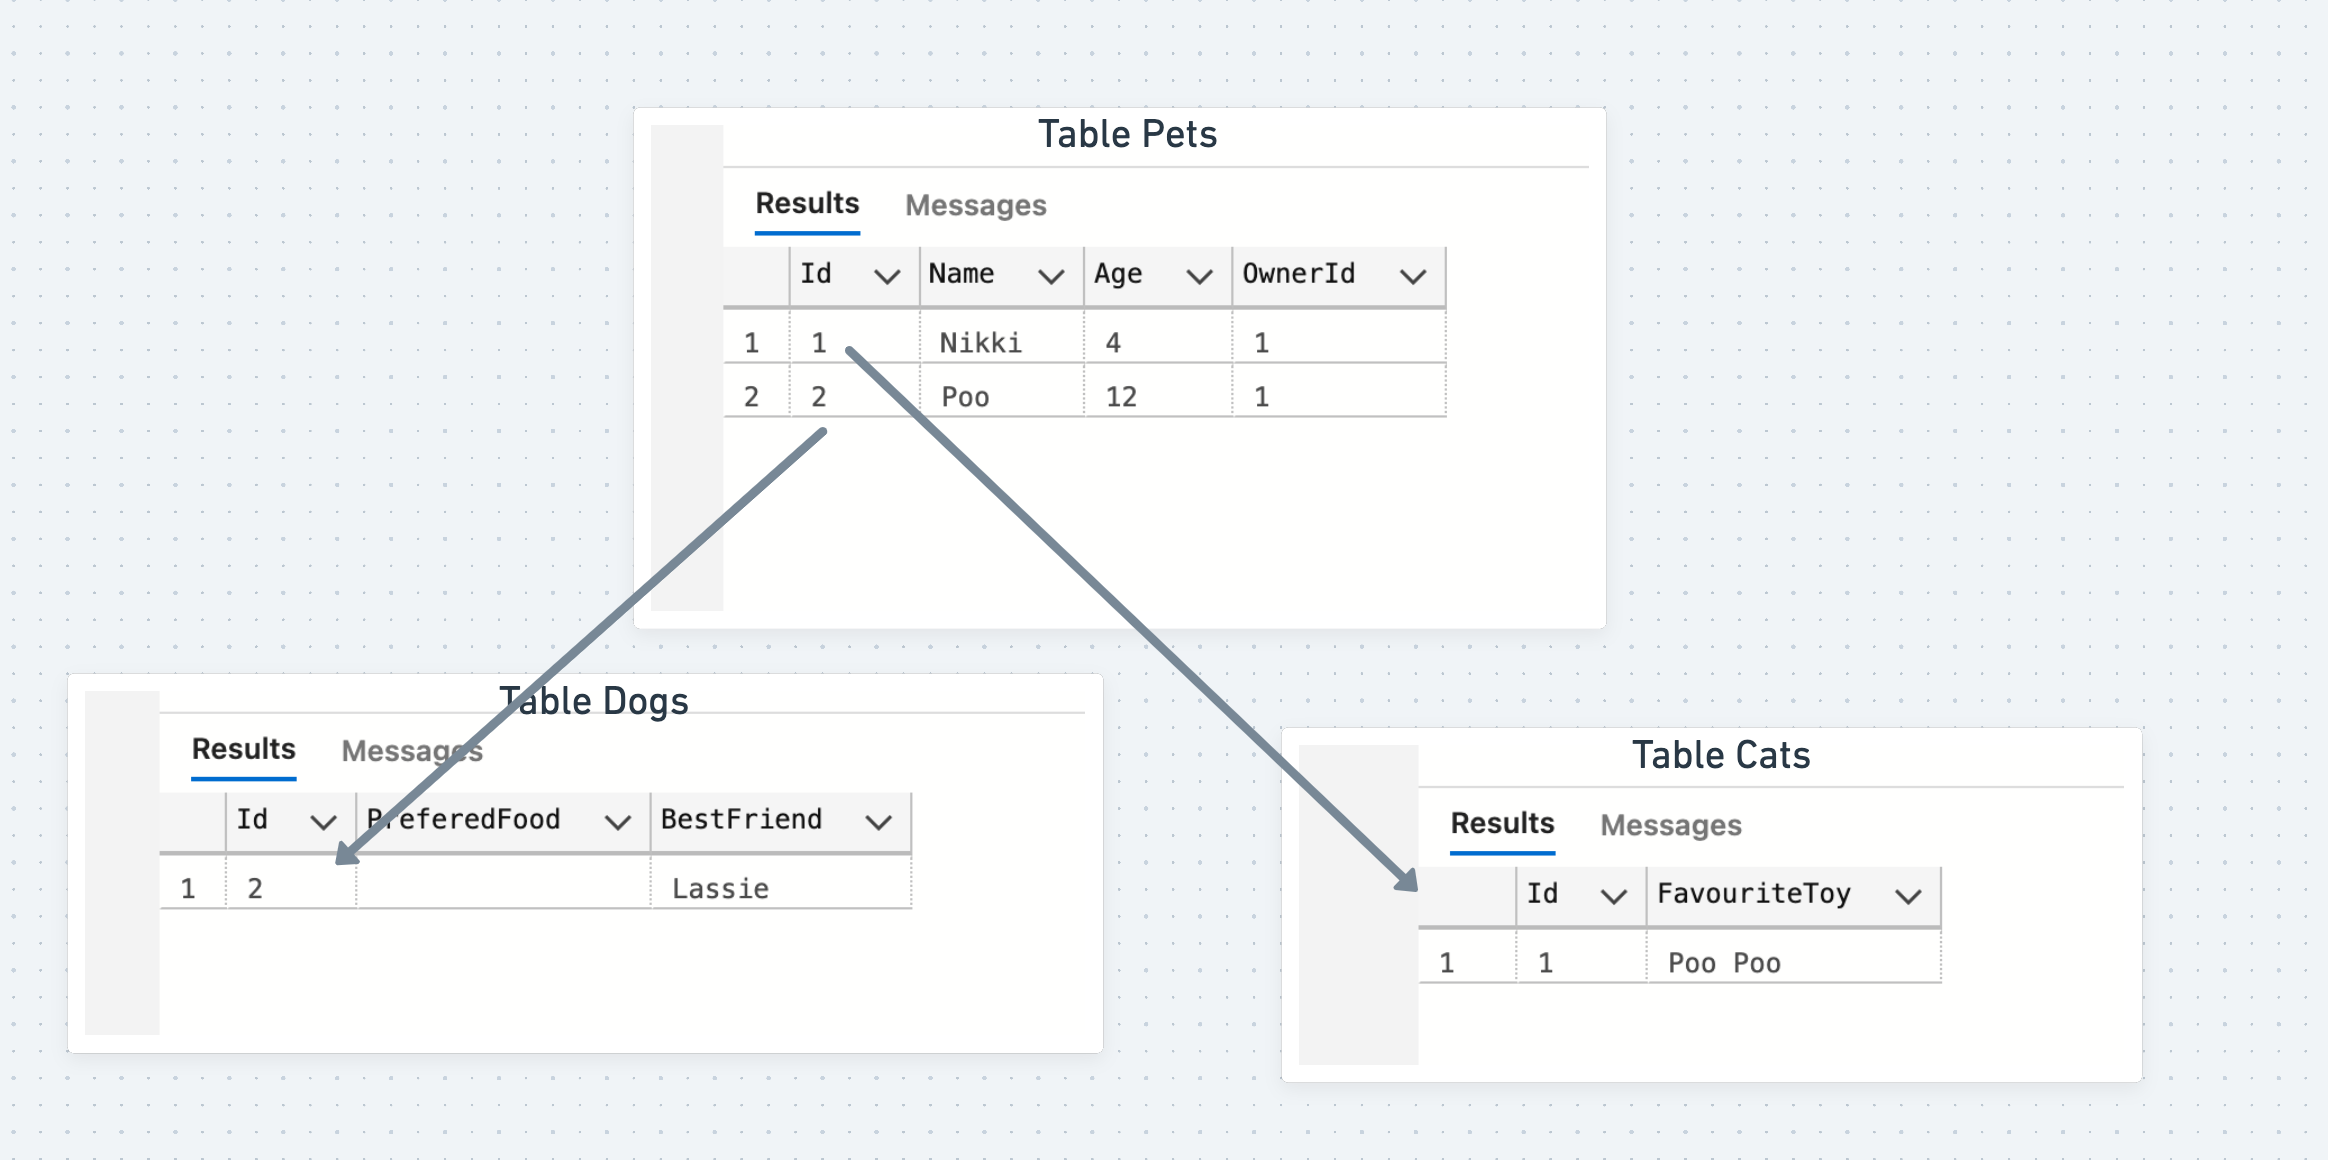 Table Pets
Results Messages
Id Name Age OwnerId
1 1 Nikki 4 1
2 2 Poo 12 1
Table Dogs
Results Messages
Id PreferedFood BestFriend
1 2 Lassie
Table Cats
Results Messages
Id FavouriteToy
1 1 Poo Poo